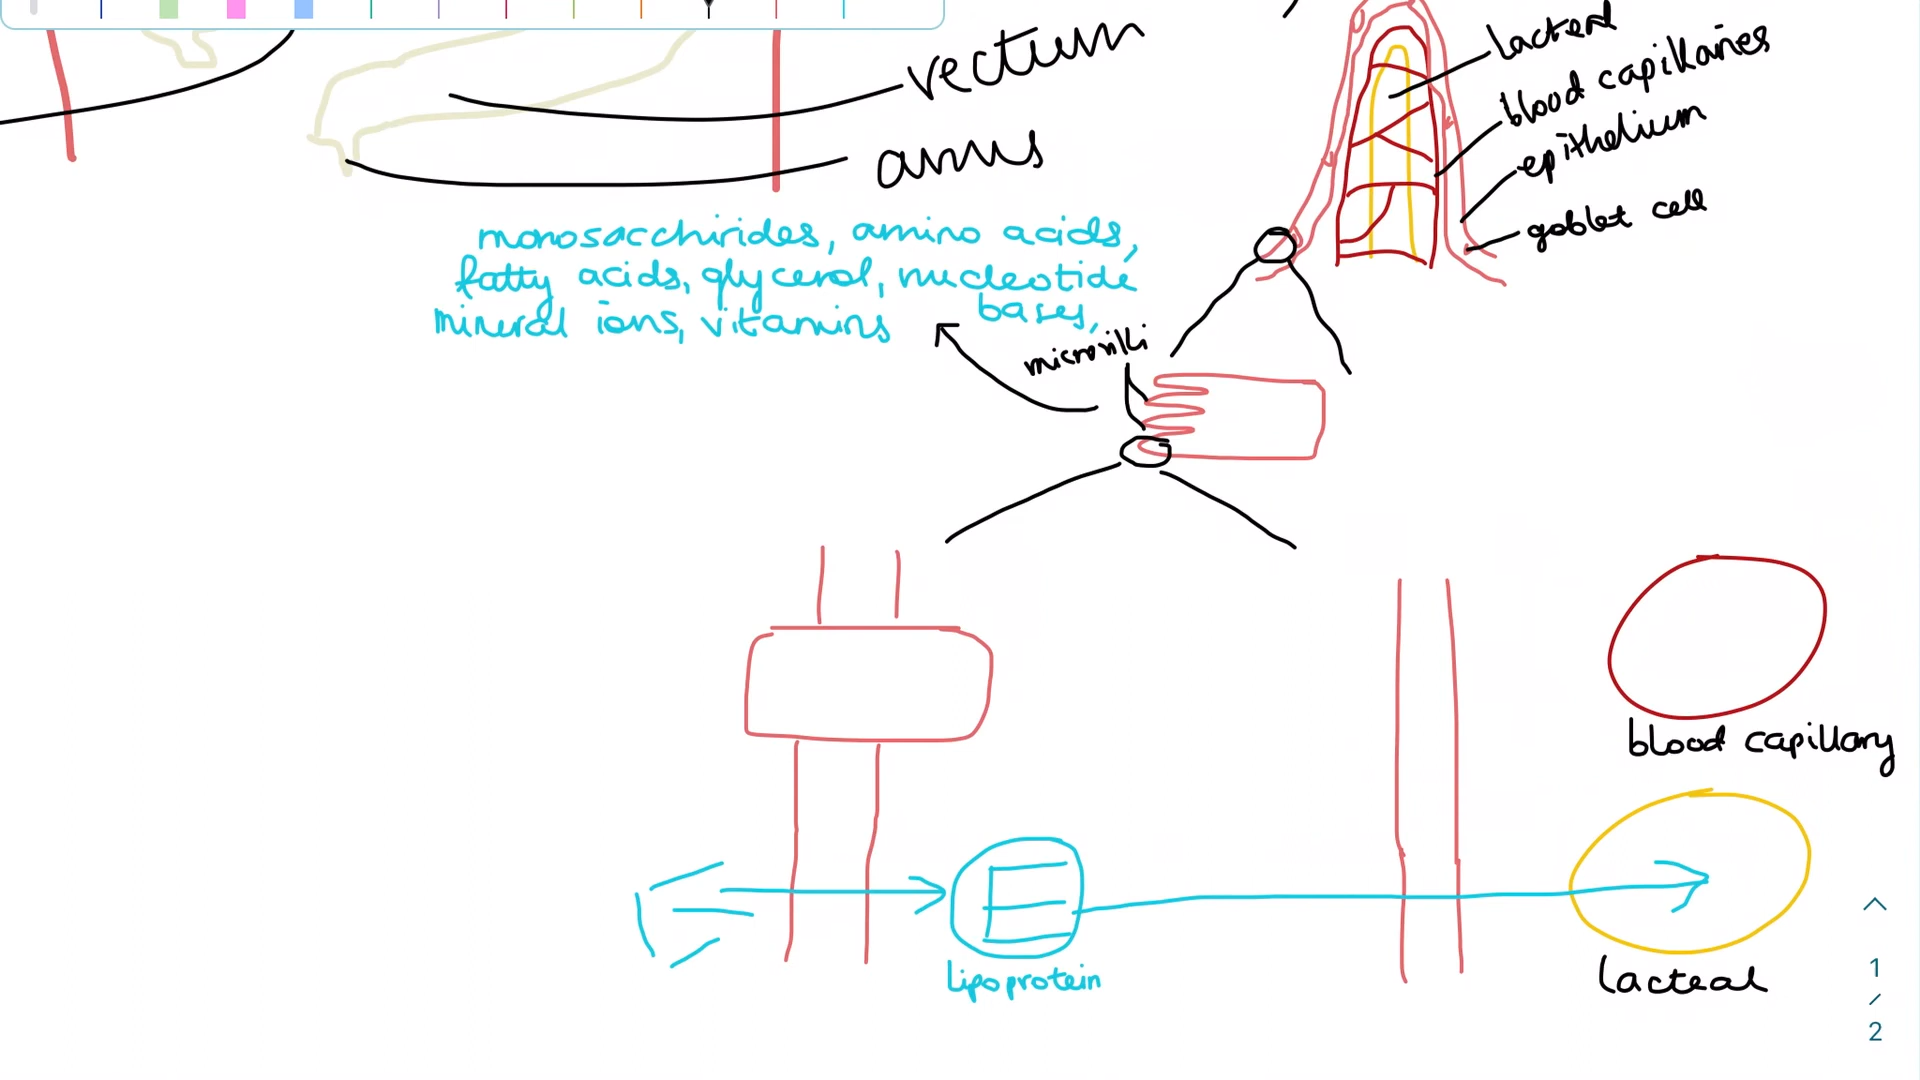 rectum
anus
lacteal
blood capillaries
epithelium
goblet cell
monosacchirides, amino acids,
fatty acids, glycerol, nucleotide
bases,
mineral ions, vitamins
microvilli
blood capillary
lipoprotein
lacteal
1
/
2